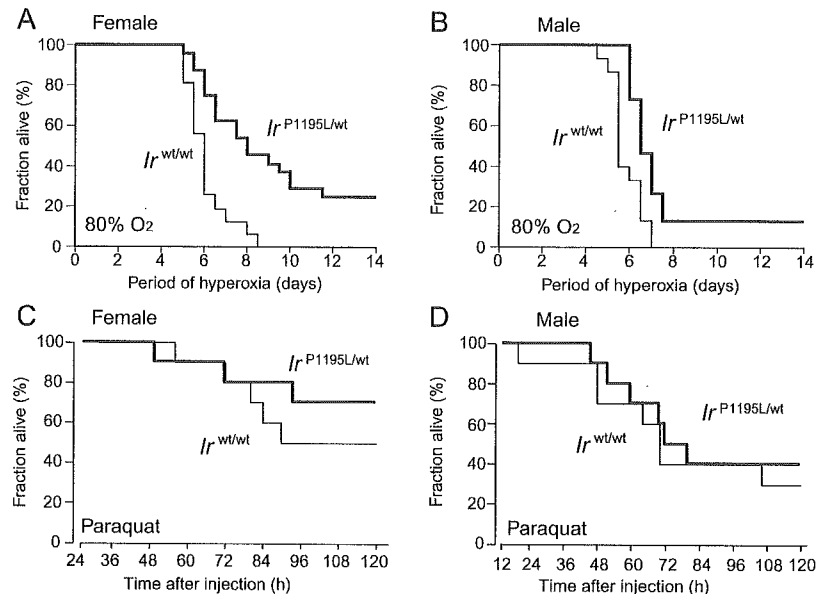 A
Female
Fraction alive (%)
100
80
60
40
20
0
Ir P1195L/wt
Ir wt/wt
80% O2
0 2 4 6 8 10 12 14
Period of hyperoxia (days)
B
Male
Fraction alive (%)
100
80
60
40
20
0
Ir P1195L/wt
Ir wt/wt
80% O2
0 2 4 6 8 10 12 14
Period of hyperoxia (days)
C
Female
Fraction alive (%)
100
80
60
40
20
0
Ir P1195L/wt
Ir wt/wt
Paraquat
24 36 48 60 72 84 96 108 120
Time after injection (h)
D
Male
Fraction alive (%)
100
80
60
40
20
0
Ir P1195L/wt
Ir wt/wt
Paraquat
12 24 36 48 60 72 84 96 108 120
Time after injection (h)